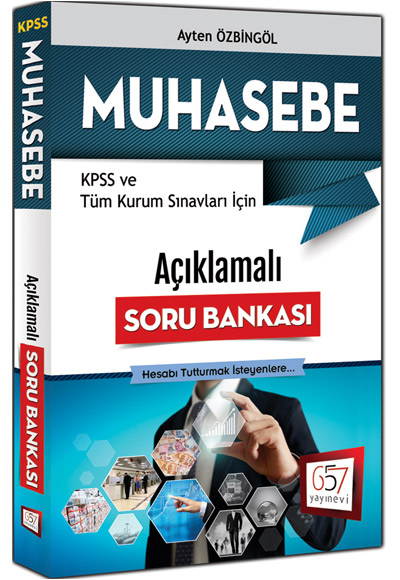 Ayten ÖZBİNGÖL
MUHASEBE
KPSS ve
Tüm Kurum Sınavları İçin
Açıklamalı
SORU BANKASI
Hesabı Tutturmak İsteyenlere...
657
yayınevi
KPSS
MUHASEBE
Açıklamalı
SORU BANKASI
657